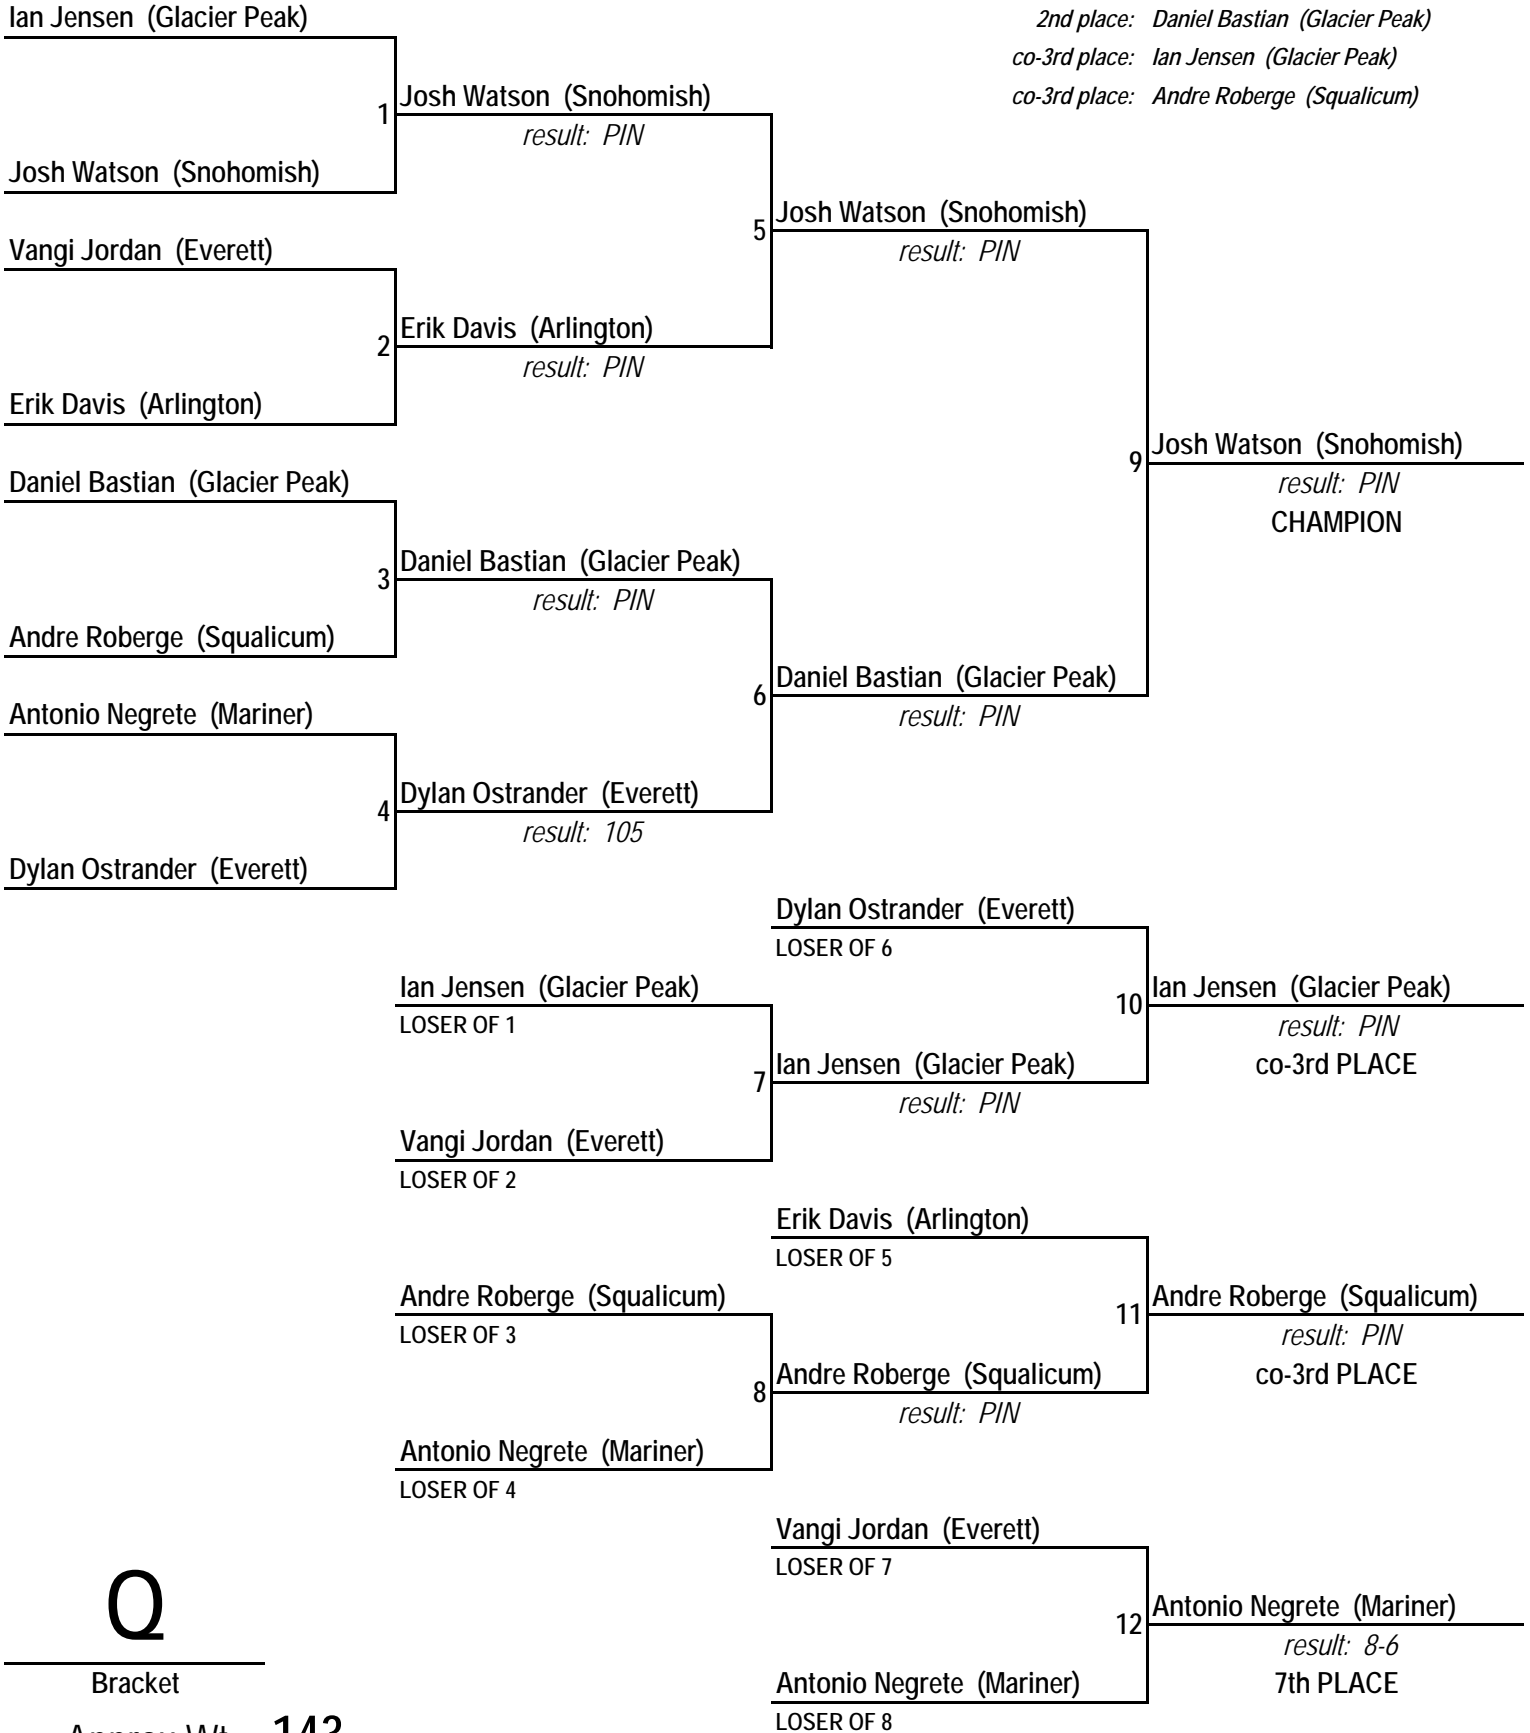 Ian Jensen (Glacier Peak)
2nd place: Daniel Bastian (Glacier Peak)
co-3rd place: Ian Jensen (Glacier Peak)
co-3rd place: Andre Roberge (Squalicum)
1
Josh Watson (Snohomish)
result: PIN
Josh Watson (Snohomish)
5
Josh Watson (Snohomish)
result: PIN
Vangi Jordan (Everett)
2
Erik Davis (Arlington)
result: PIN
Erik Davis (Arlington)
9
Josh Watson (Snohomish)
result: PIN
CHAMPION
Daniel Bastian (Glacier Peak)
3
Daniel Bastian (Glacier Peak)
result: PIN
Andre Roberge (Squalicum)
6
Daniel Bastian (Glacier Peak)
result: PIN
Antonio Negrete (Mariner)
4
Dylan Ostrander (Everett)
result: 105
Dylan Ostrander (Everett)
Dylan Ostrander (Everett)
LOSER OF 6
Ian Jensen (Glacier Peak)
LOSER OF 1
10
Ian Jensen (Glacier Peak)
result: PIN
co-3rd PLACE
7
Ian Jensen (Glacier Peak)
result: PIN
Vangi Jordan (Everett)
LOSER OF 2
Erik Davis (Arlington)
LOSER OF 5
Andre Roberge (Squalicum)
LOSER OF 3
11
Andre Roberge (Squalicum)
result: PIN
co-3rd PLACE
8
Andre Roberge (Squalicum)
result: PIN
Antonio Negrete (Mariner)
LOSER OF 4
Vangi Jordan (Everett)
LOSER OF 7
12
Antonio Negrete (Mariner)
result: 8-6
7th PLACE
Antonio Negrete (Mariner)
LOSER OF 8
Q
Bracket
Approx Wt 142